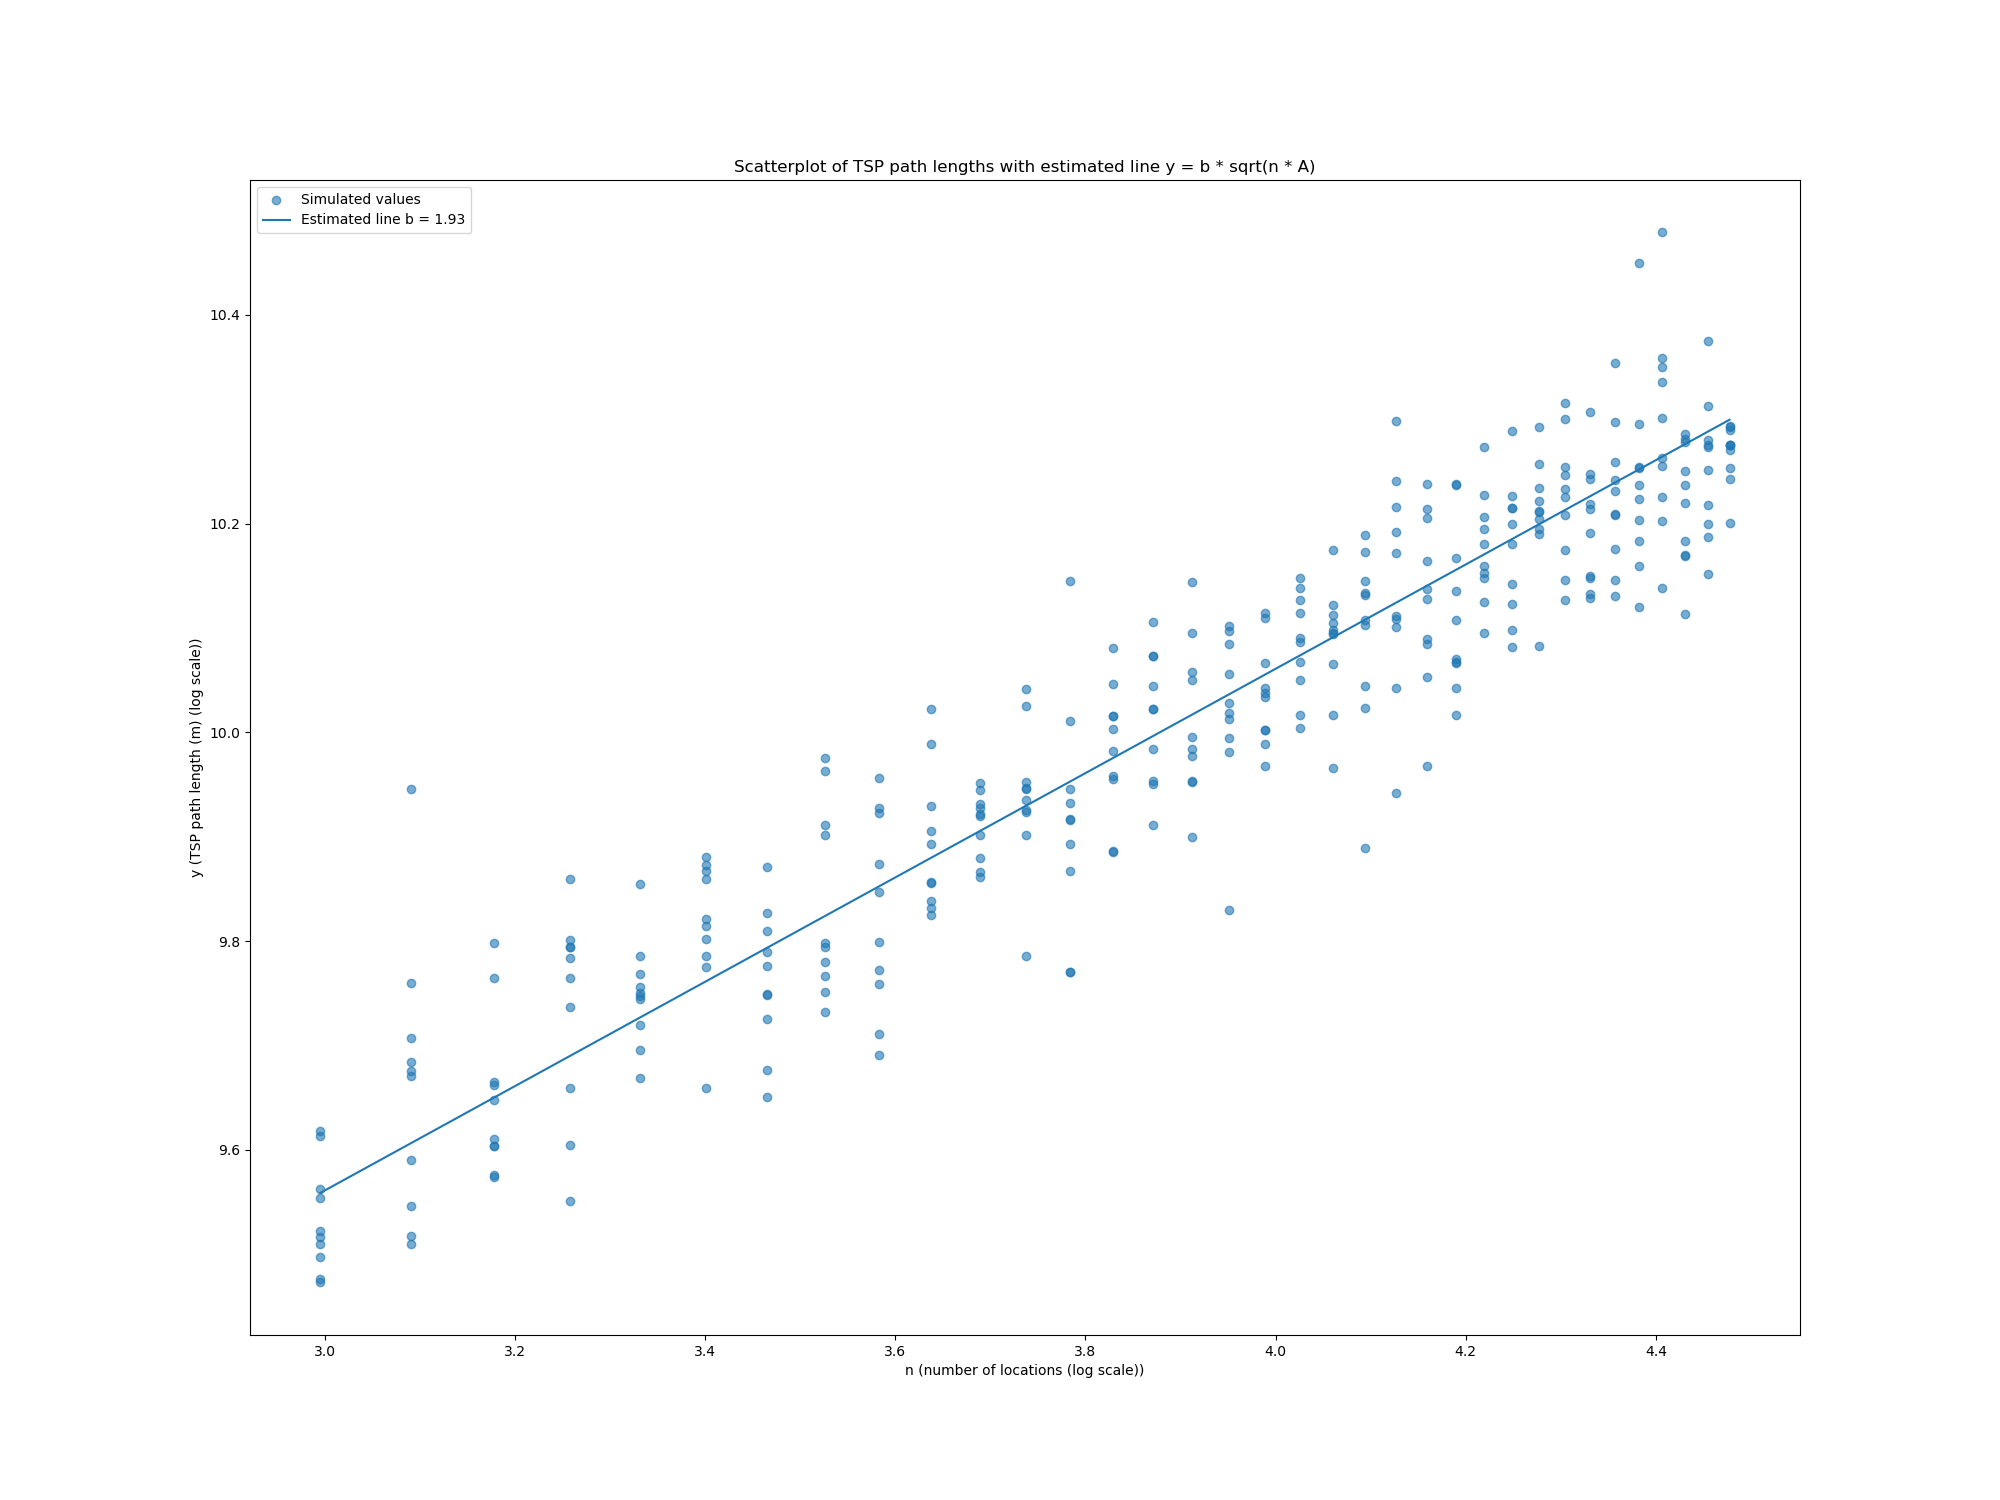 Scatterplot of TSP path lengths with estimated line y = b * sqrt(n * A)
Simulated values
Estimated line b = 1.93
10.4
10.2
10.0
9.8
9.6
y (TSP path length (m) (log scale))
3.0 3.2 3.4 3.6 3.8 4.0 4.2 4.4
n (number of locations (log scale))